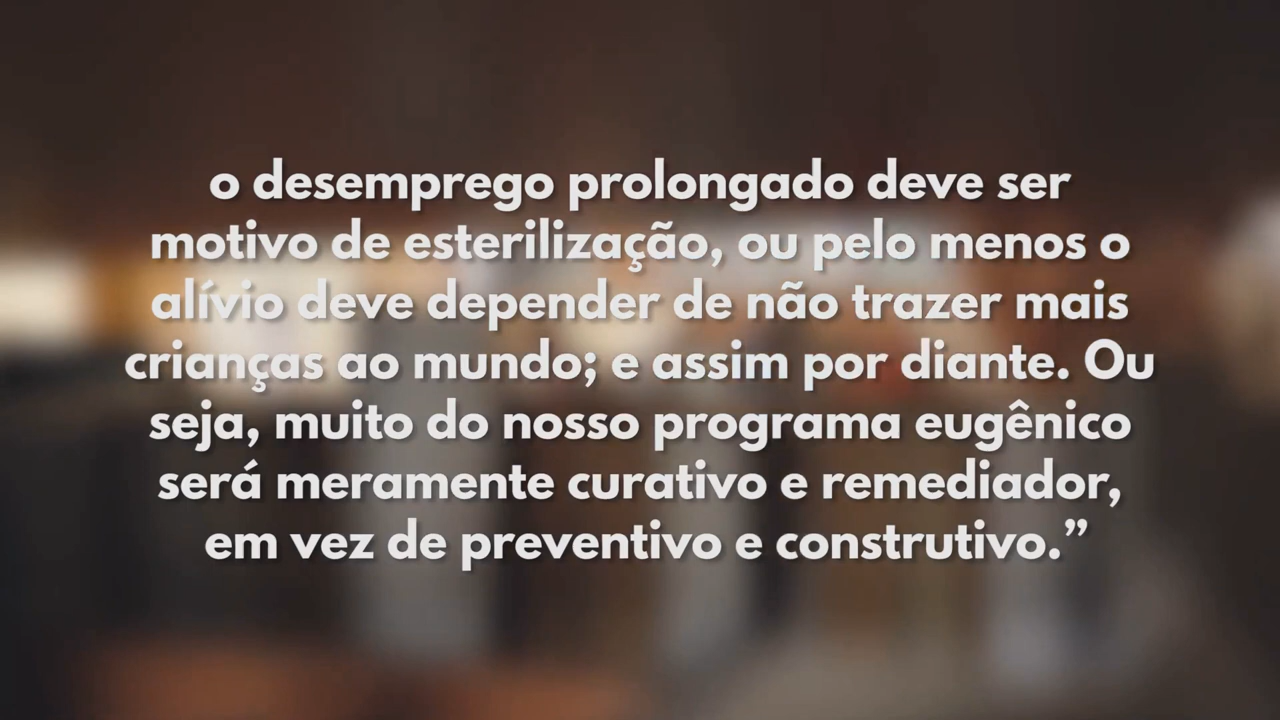 o desemprego prolongado deve ser
motivo de esterilização, ou pelo menos o
alívio deve depender de não trazer mais
crianças ao mundo; e assim por diante. Ou
seja, muito do nosso programa eugênico
será meramente curativo e remediador,
em vez de preventivo e construtivo.”